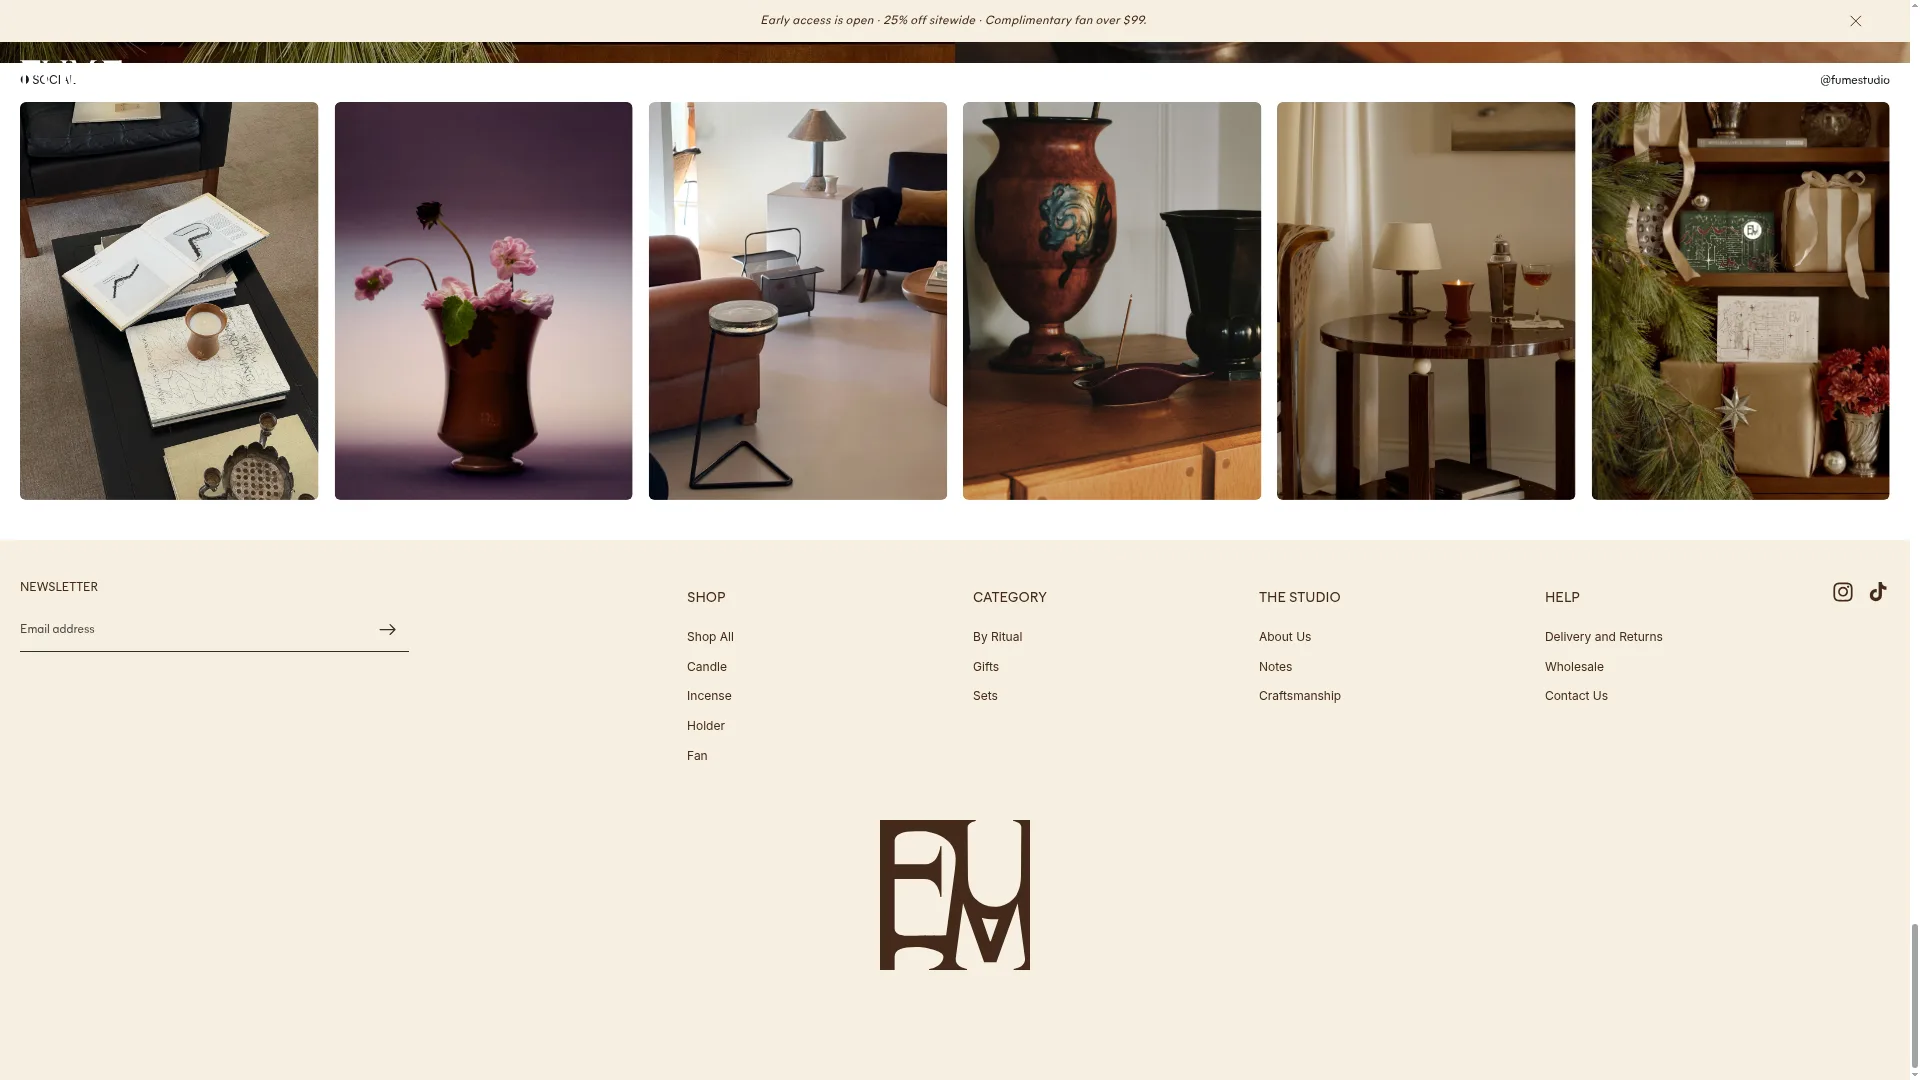 Early access is open · 25% off sitewide · Complimentary fan over $99.
SOCIAL
@fumestudio
NEWSLETTER
Email address
SHOP
Shop All
Candle
Incense
Holder
Fan
CATEGORY
By Ritual
Gifts
Sets
THE STUDIO
About Us
Notes
Craftsmanship
HELP
Delivery and Returns
Wholesale
Contact Us
FUM